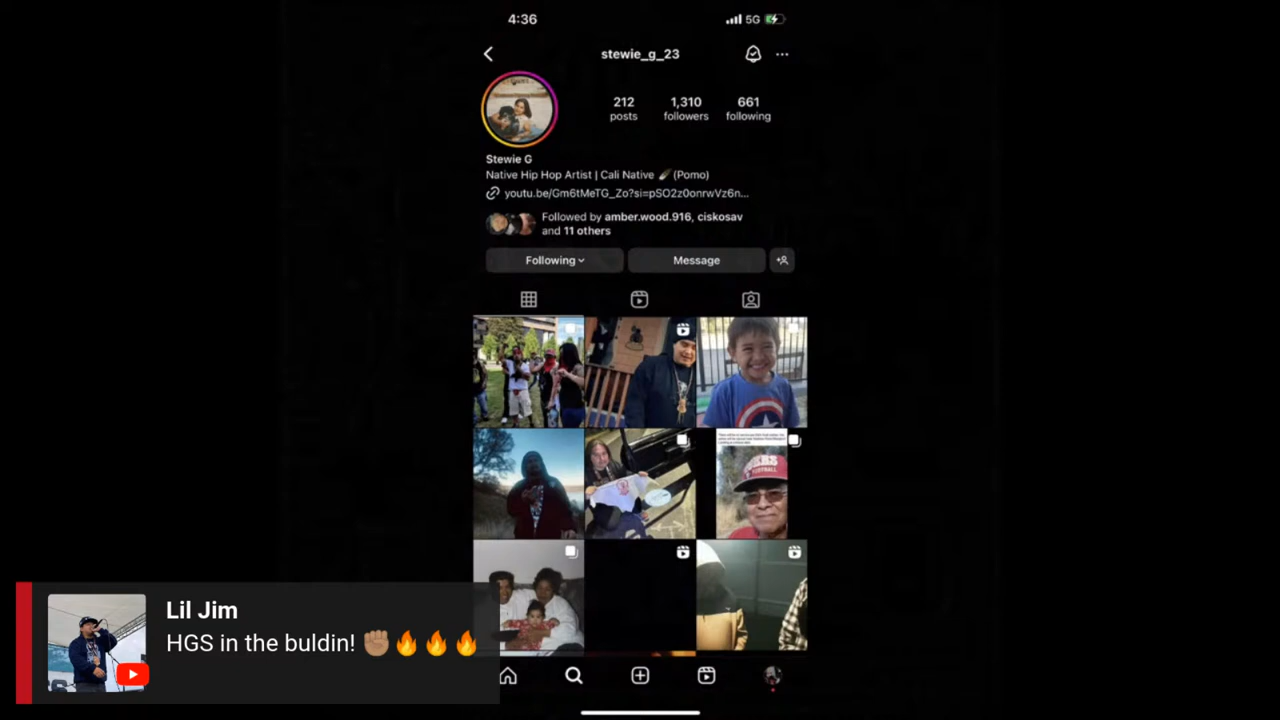 4:36
5G
stewie_g_23
212
posts
1,310
followers
661
following
Stewie G
Native Hip Hop Artist | Cali Native 🪶(Pomo)
youtu.be/Gm6tMeTG_Zo?si=pSO2z0onrwVz6n...
Followed by amber.wood.916, ciskosav
and 11 others
Following
Message
FOOTBALL
Lil Jim
HGS in the buldin! ✊🏽🔥🔥🔥